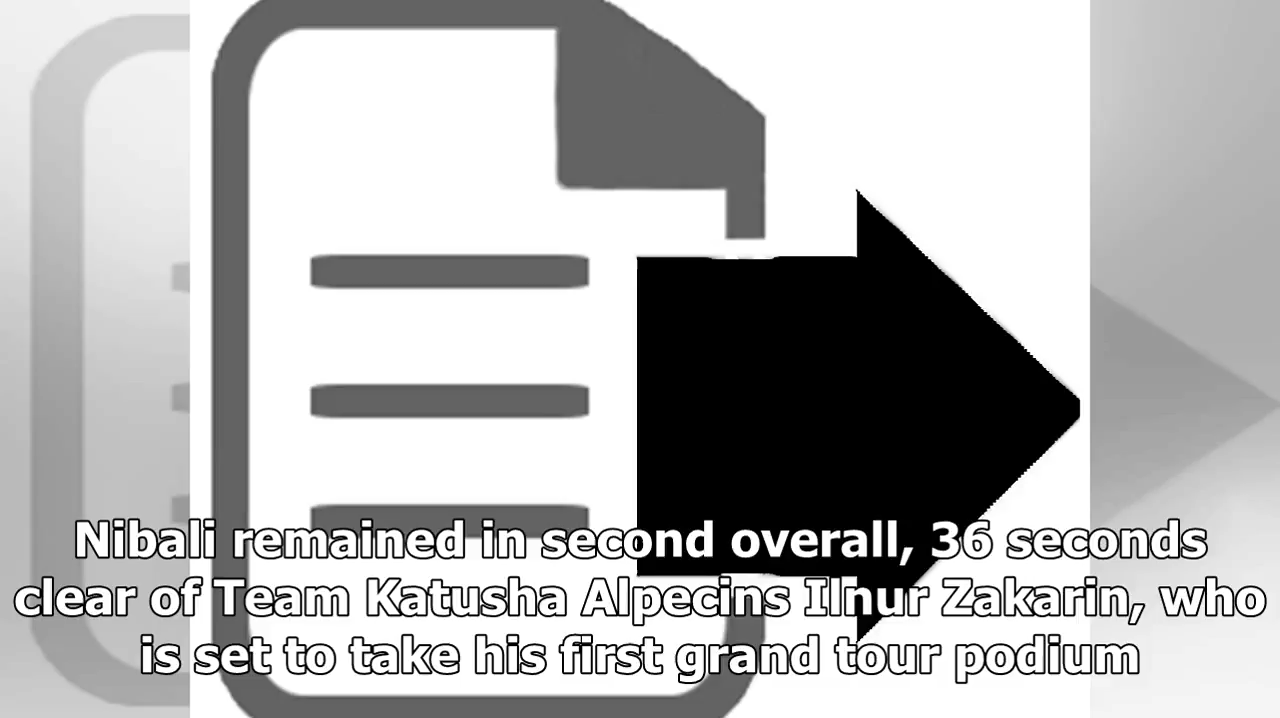 Nibali remained in second overall, 36 seconds
clear of Team Katusha Alpecins Ilnur Zakarin, who
is set to take his first grand tour podium